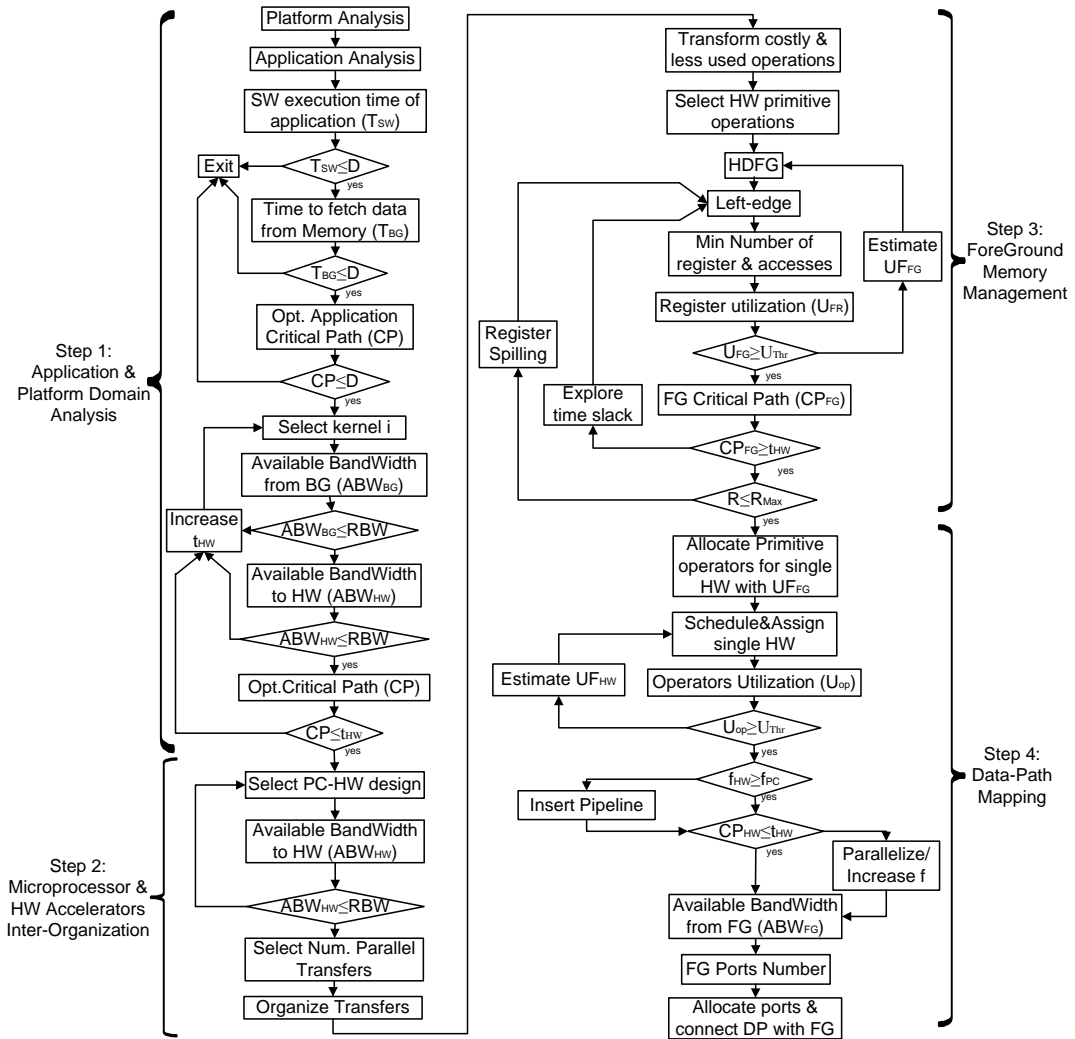 Step 1:
Application &
Platform Domain
Analysis
Platform Analysis
Application Analysis
SW execution time of
application (TSW)
Exit
TSW≤D
yes
Time to fetch data
from Memory (TBG)
TBG≤D
yes
Opt. Application
Critical Path (CP)
CP≤D
yes
Select kernel i
Available BandWidth
from BG (ABWBG)
Increase
tHW
ABWBG≤RBW
yes
Available BandWidth
to HW (ABWHW)
ABWHW≤RBW
yes
Opt.Critical Path (CP)
CP≤tHW
yes
Step 2:
Microprocessor &
HW Accelerators
Inter-Organization
Select PC-HW design
Available BandWidth
to HW (ABWHW)
ABWHW≤RBW
yes
Select Num. Parallel
Transfers
Organize Transfers
Transform costly &
less used operations
Select HW primitive
operations
HDFG
Left-edge
Min Number of
register & accesses
Estimate
UFFG
Register utilization (UFR)
Register
Spilling
UFG≥UThr
yes
Explore
time slack
FG Critical Path (CPFG)
CPFG≥tHW
yes
R≤RMax
yes
Step 3:
ForeGround
Memory
Management
Allocate Primitive
operators for single
HW with UFFG
Schedule&Assign
single HW
Estimate UFHW
Operators Utilization (Uop)
Uop≥UThr
yes
fHW≥fPC
yes
Insert Pipeline
CPHW≤tHW
yes
Parallelize/
Increase f
Available BandWidth
from FG (ABWFG)
FG Ports Number
Allocate ports &
connect DP with FG
Step 4:
Data-Path
Mapping